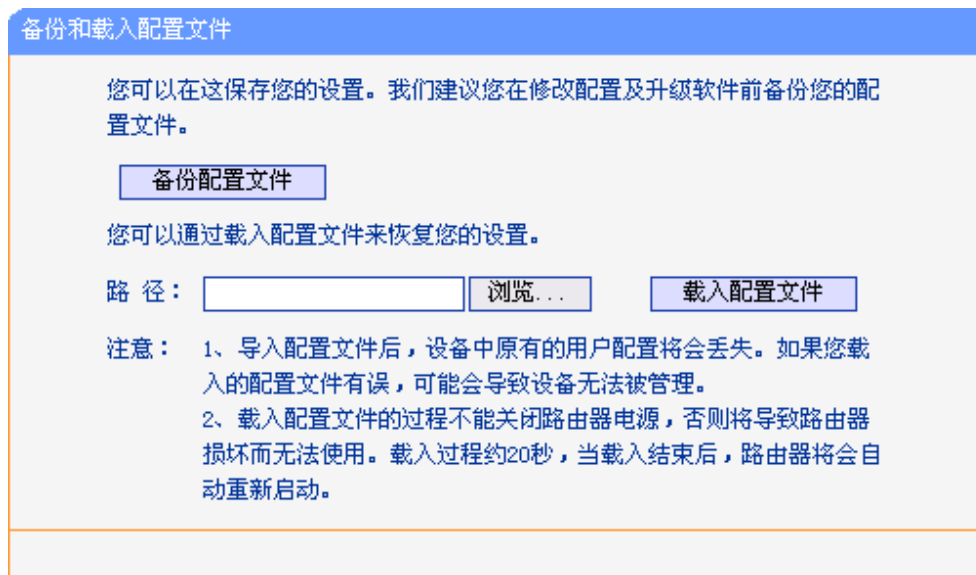 备份和载入配置文件
您可以在这保存您的设置。我们建议您在修改配置及升级软件前备份您的配
置文件。
备份配置文件
您可以通过载入配置文件来恢复您的设置。
路 径： 浏览... 载入配置文件
注意： 1、导入配置文件后，设备中原有的用户配置将会丢失。如果您载
入的配置文件有误，可能会导致设备无法被管理。
2、载入配置文件的过程不能关闭路由器电源，否则将导致路由器
损坏而无法使用。载入过程约20秒，当载入结束后，路由器将会自
动重新启动。